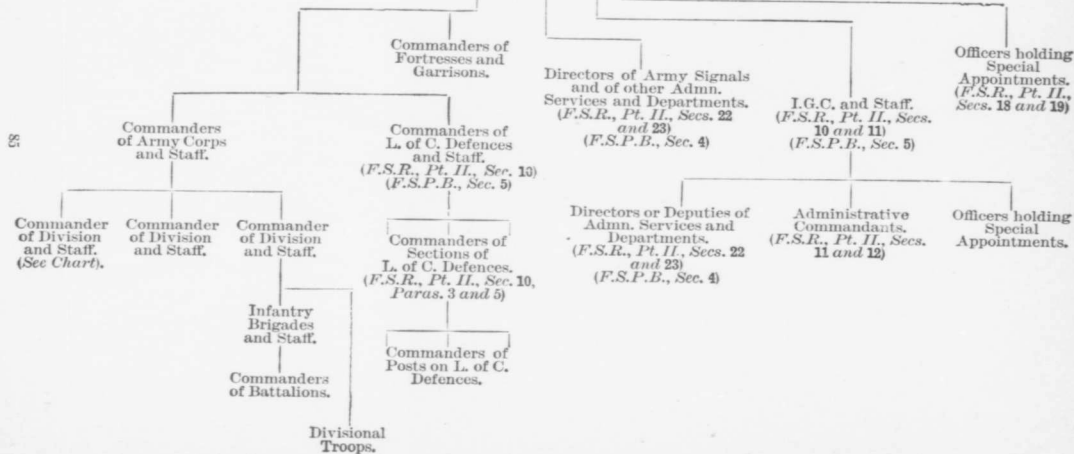 Commanders of
Fortresses and
Garrisons.
Directors of Army Signals
and of other Admn.
Services and Departments.
(F.S.R., Pt. II., Secs. 22
and 23)
(F.S.P.B., Sec. 4)
I.G.C. and Staff.
(F.S.R., Pt. II., Secs.
10 and 11)
(F.S.P.B., Sec. 5)
Officers holding
Special
Appointments.
(F.S.R., Pt. II.,
Secs. 18 and 19)
Commanders
of Army Corps
and Staff.
Commanders of
L. of C. Defences
and Staff.
(F.S.R., Pt. II., Sec. 10)
(F.S.P.B., Sec. 5)
Commander
of Division
and Staff.
(See Chart).
Commander
of Division
and Staff.
Commander
of Division
and Staff.
Commanders of
Sections of
L. of C. Defences.
(F.S.R., Pt. II., Sec. 10,
Paras. 3 and 5)
Directors or Deputies of
Admn. Services and
Departments.
(F.S.R., Pt. II., Secs. 22
and 23)
(F.S.P.B., Sec. 4)
Administrative
Commandants.
(F.S.R., Pt. II., Secs.
11 and 12)
Officers holding
Special
Appointments.
Infantry
Brigades
and Staff.
Commanders of
Posts on L. of C.
Defences.
Commanders
of Battalions.
Divisional
Troops.